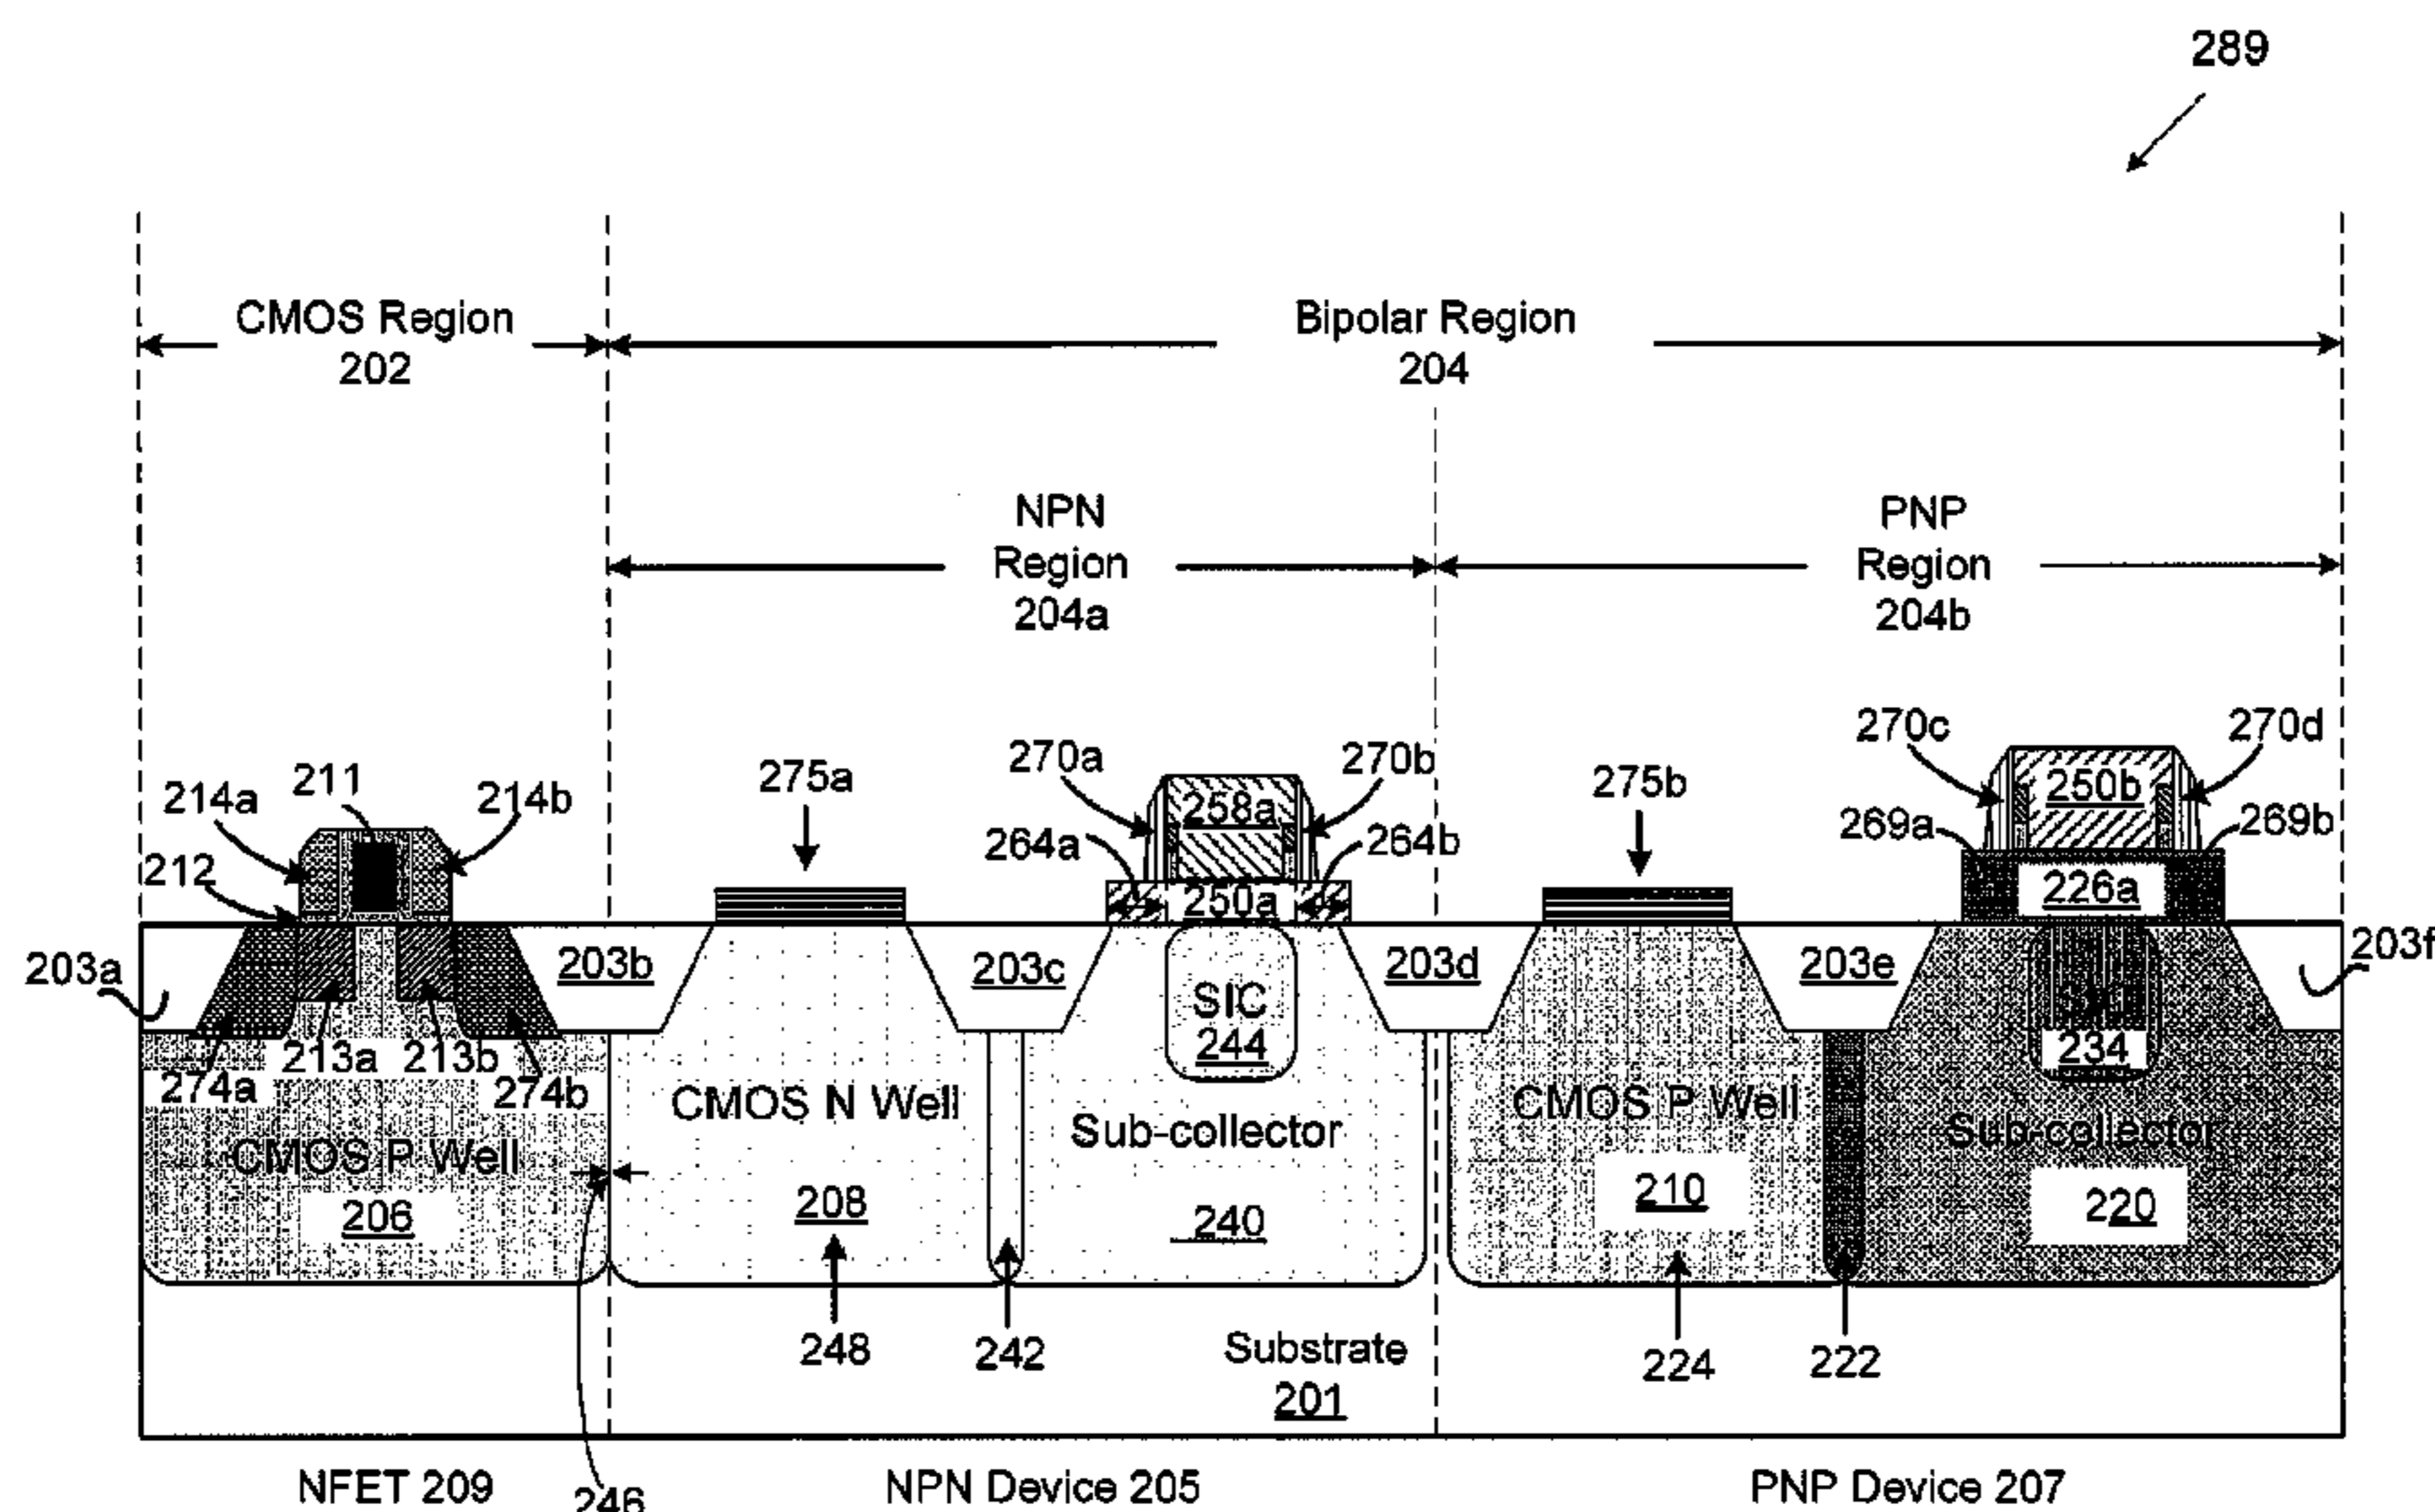 289
CMOS Region
202
Bipolar Region
204
NPN
Region
204a
PNP
Region
204b
214a
211
214b
212
275a
270a
270b
258a
264a
264b
250a
275b
270c
270d
250b
269a
269b
226a
203a
203b
203c
203d
203e
203f
274a
213a
213b
274b
SIC
244
234
CMOS P Well
206
CMOS N Well
208
Sub-collector
240
CMOS P Well
210
Sub-collector
220
248
242
Substrate
201
224
222
NFET 209
246
NPN Device 205
PNP Device 207